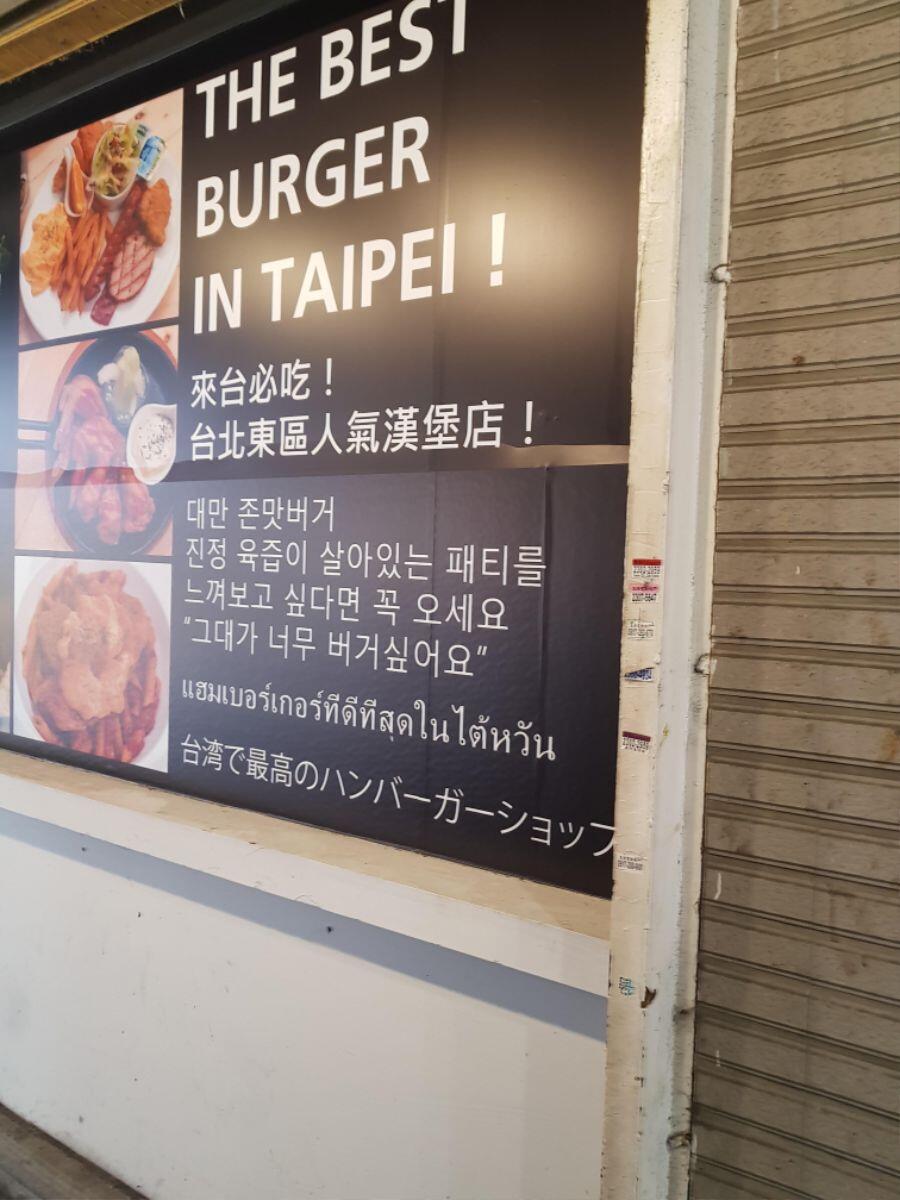 THE BEST
BURGER
IN TAIPEI！
來台必吃！
台北東區人氣漢堡店！
대만 존맛버거
진정 육즙이 살아있는 패티를
느껴보고 싶다면 꼭 오세요
“그대가 너무 버거싶어요”
แฮมเบอร์เกอร์ทีดีทีสุดในไต้หวัน
台湾で最高のハンバーガーショップ